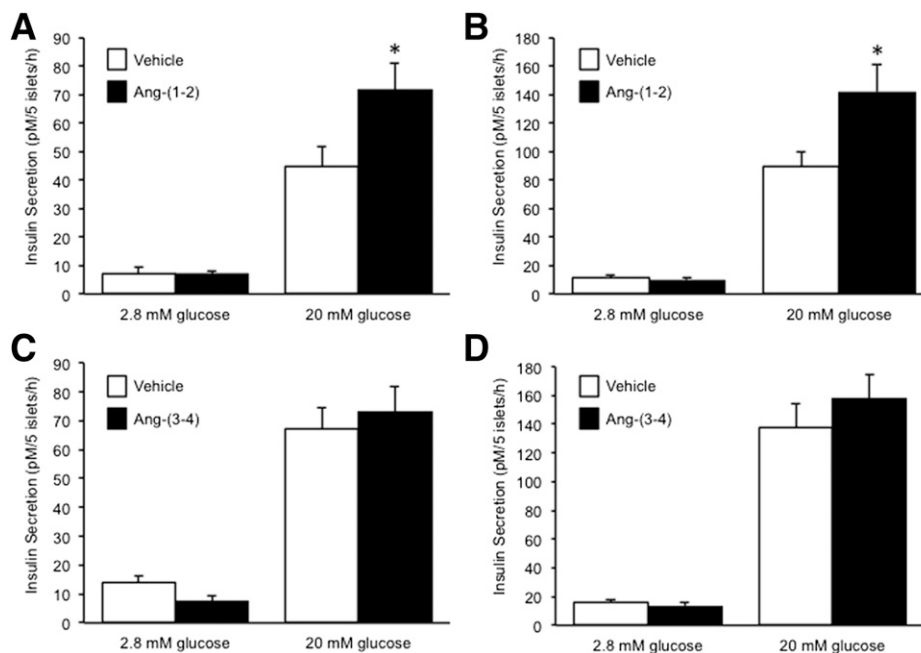 A
Insulin Secretion (pM/5 islets/h)
90
80
70
60
50
40
30
20
10
0
Vehicle
Ang-(1-2)
*
2.8 mM glucose
20 mM glucose
B
Insulin Secretion (pM/5 islets/h)
180
160
140
120
100
80
60
40
20
0
Vehicle
Ang-(1-2)
*
2.8 mM glucose
20 mM glucose
C
Insulin Secretion (pM/5 islets/h)
90
80
70
60
50
40
30
20
10
0
Vehicle
Ang-(3-4)
2.8 mM glucose
20 mM glucose
D
Insulin Secretion (pM/5 islets/h)
180
160
140
120
100
80
60
40
20
0
Vehicle
Ang-(3-4)
2.8 mM glucose
20 mM glucose